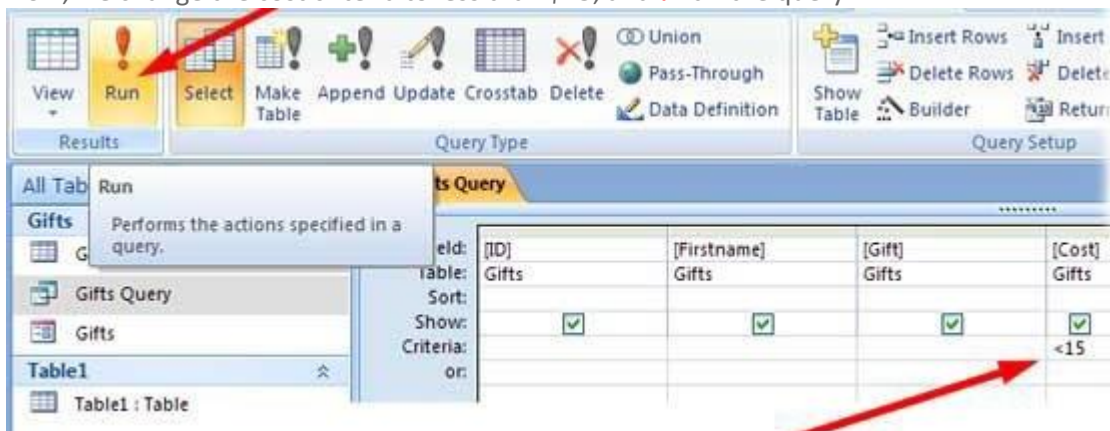 View
Run
Select
Make
Table
Append
Update
Crosstab
Delete
Union
Pass-Through
Data Definition
Show
Table
Insert Rows
Delete Rows
Builder
Insert
Delete
Results
Query Type
Query Setup
All Tab
Run
Performs the actions specified in a
query.
Query
Gifts
G
Gifts Query
Gifts
Table1
Table1 : Table
eld: [ID] [Firstname] [Gift] [Cost]
Table: Gifts Gifts Gifts Gifts
Sort:
Show:
Criteria: <15
or: